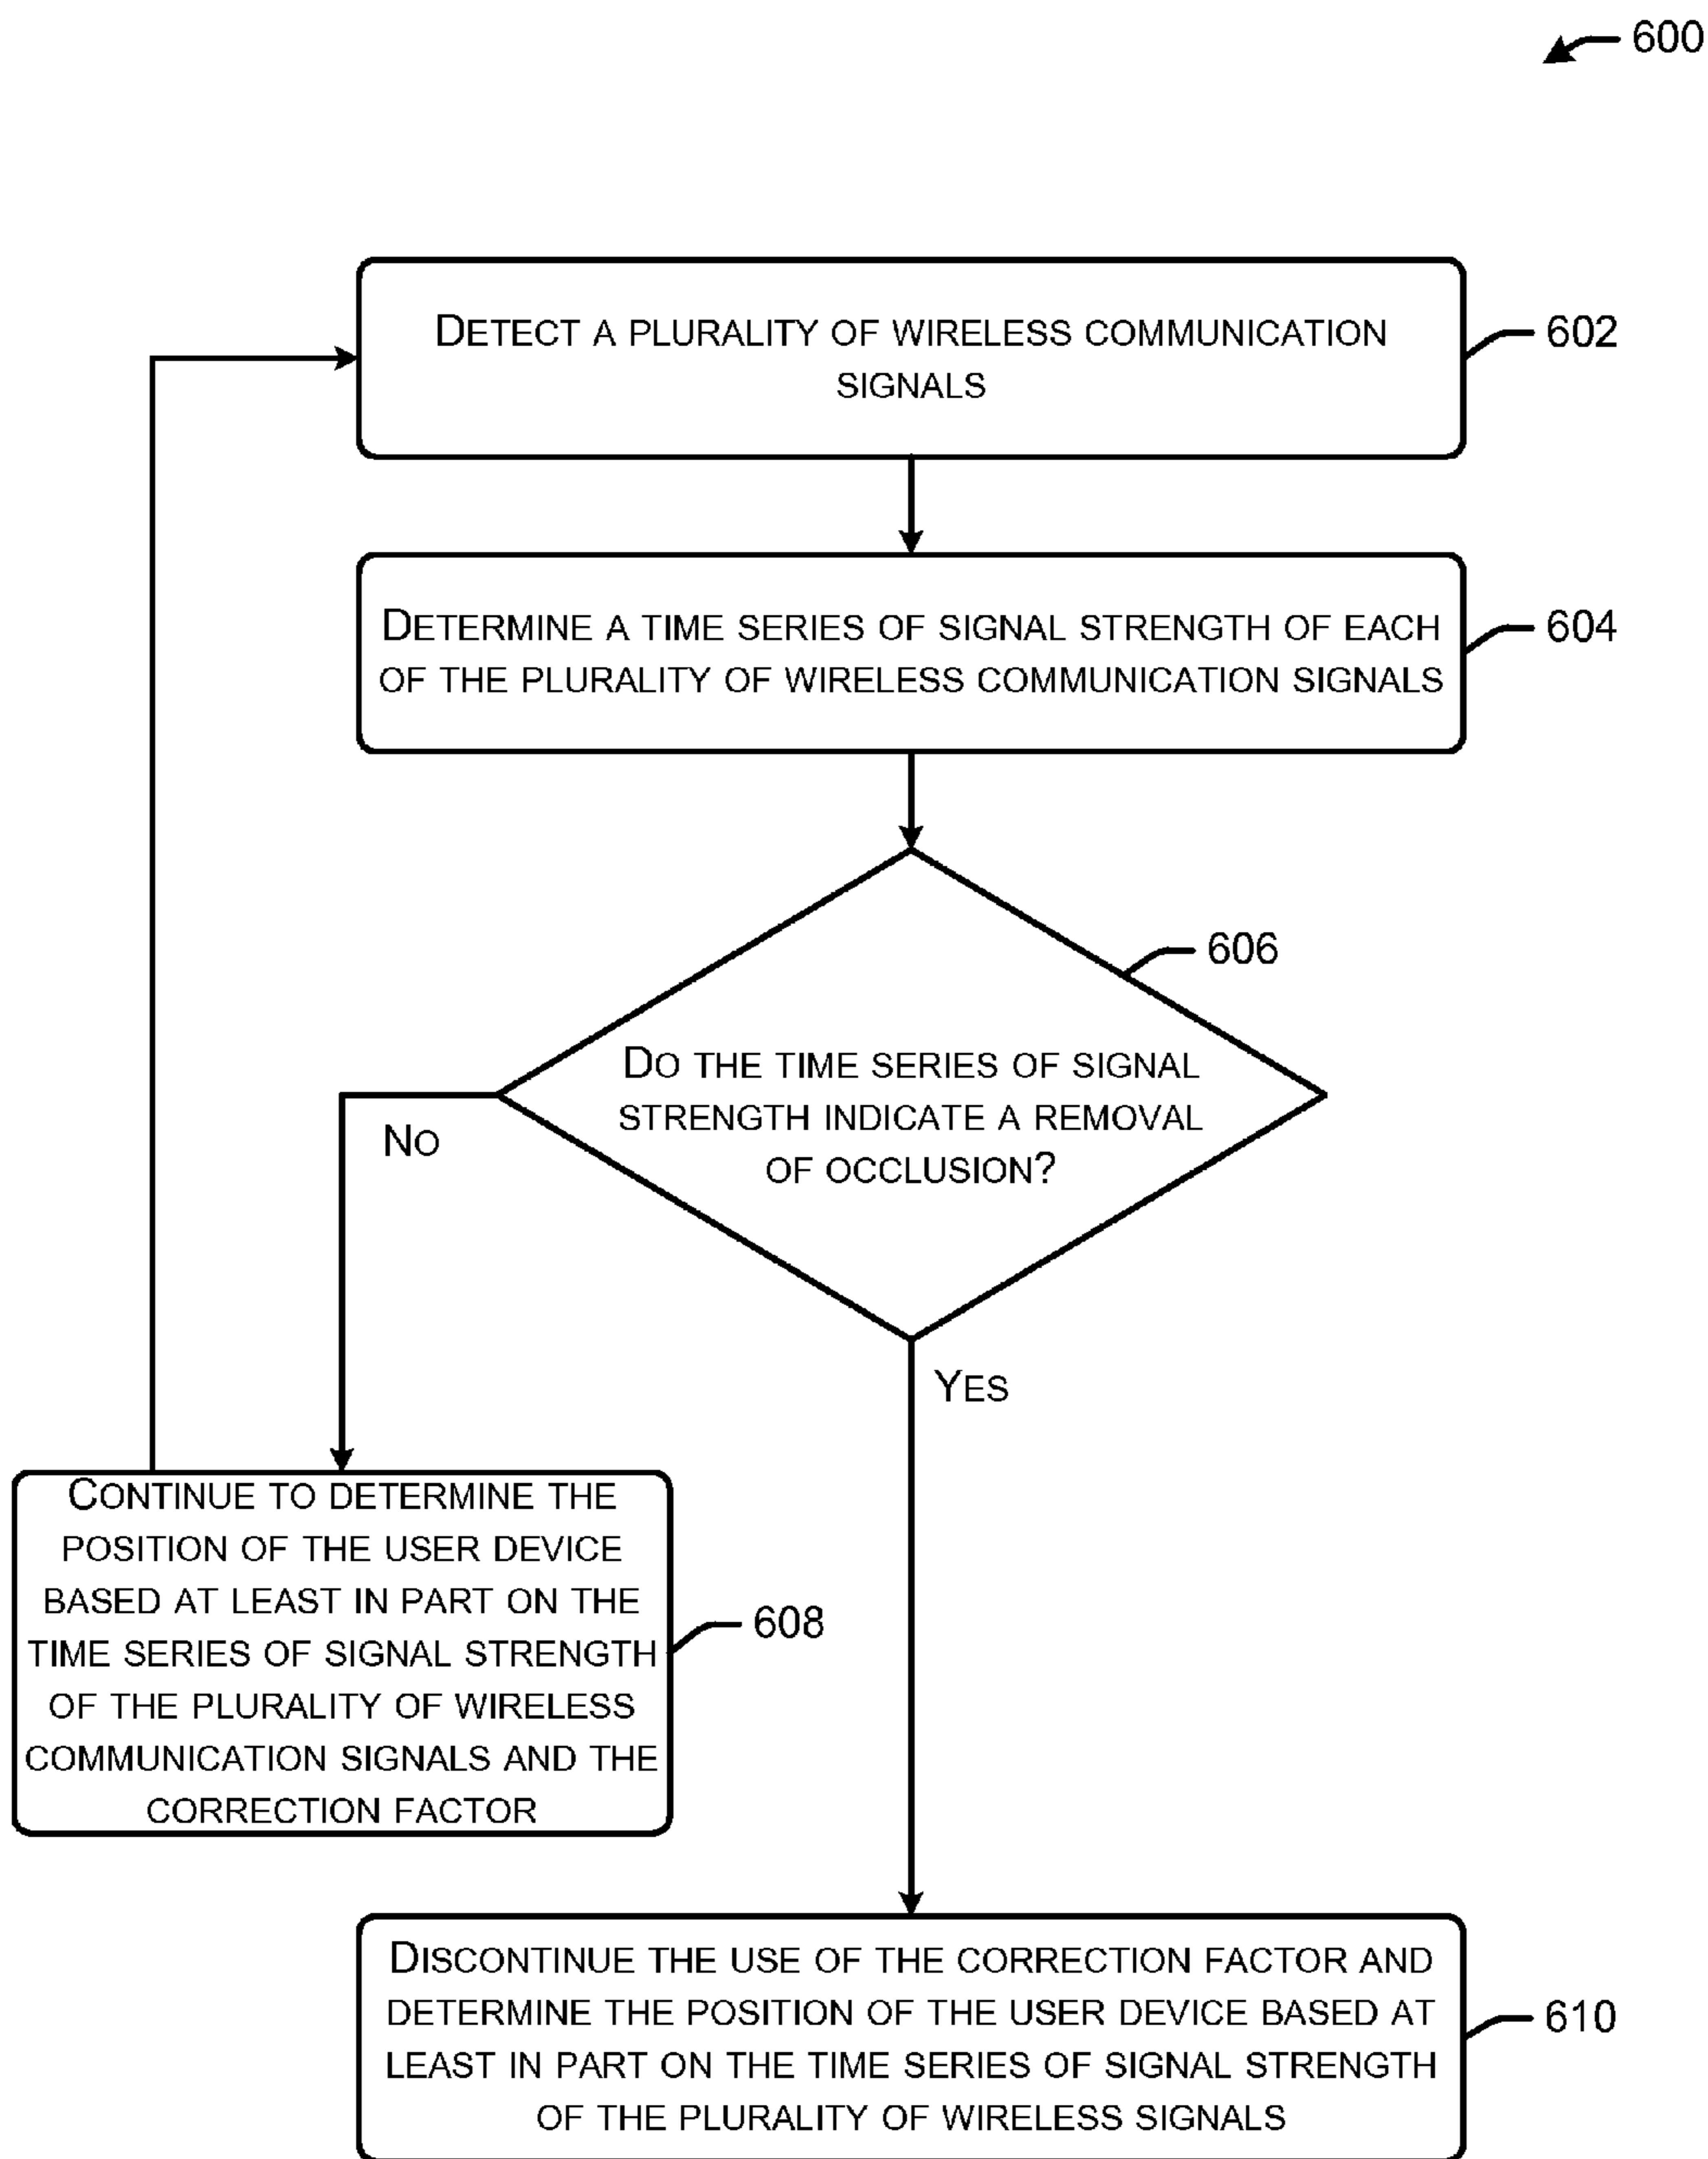 600
DETECT A PLURALITY OF WIRELESS COMMUNICATION
SIGNALS
602
DETERMINE A TIME SERIES OF SIGNAL STRENGTH OF EACH
OF THE PLURALITY OF WIRELESS COMMUNICATION SIGNALS
604
606
DO THE TIME SERIES OF SIGNAL
STRENGTH INDICATE A REMOVAL
OF OCCLUSION?
NO
YES
CONTINUE TO DETERMINE THE
POSITION OF THE USER DEVICE
BASED AT LEAST IN PART ON THE
TIME SERIES OF SIGNAL STRENGTH
OF THE PLURALITY OF WIRELESS
COMMUNICATION SIGNALS AND THE
CORRECTION FACTOR
608
DISCONTINUE THE USE OF THE CORRECTION FACTOR AND
DETERMINE THE POSITION OF THE USER DEVICE BASED AT
LEAST IN PART ON THE TIME SERIES OF SIGNAL STRENGTH
OF THE PLURALITY OF WIRELESS SIGNALS
610